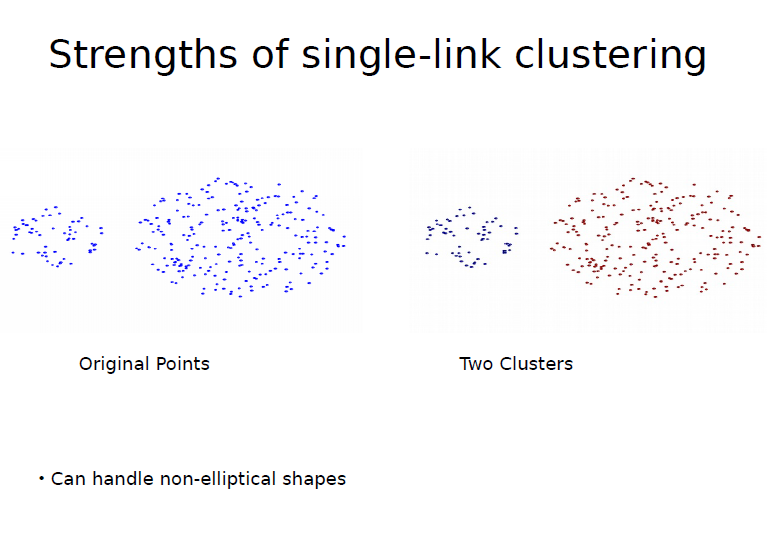 Strengths of single-link clustering
Original Points
Two Clusters
• Can handle non-elliptical shapes